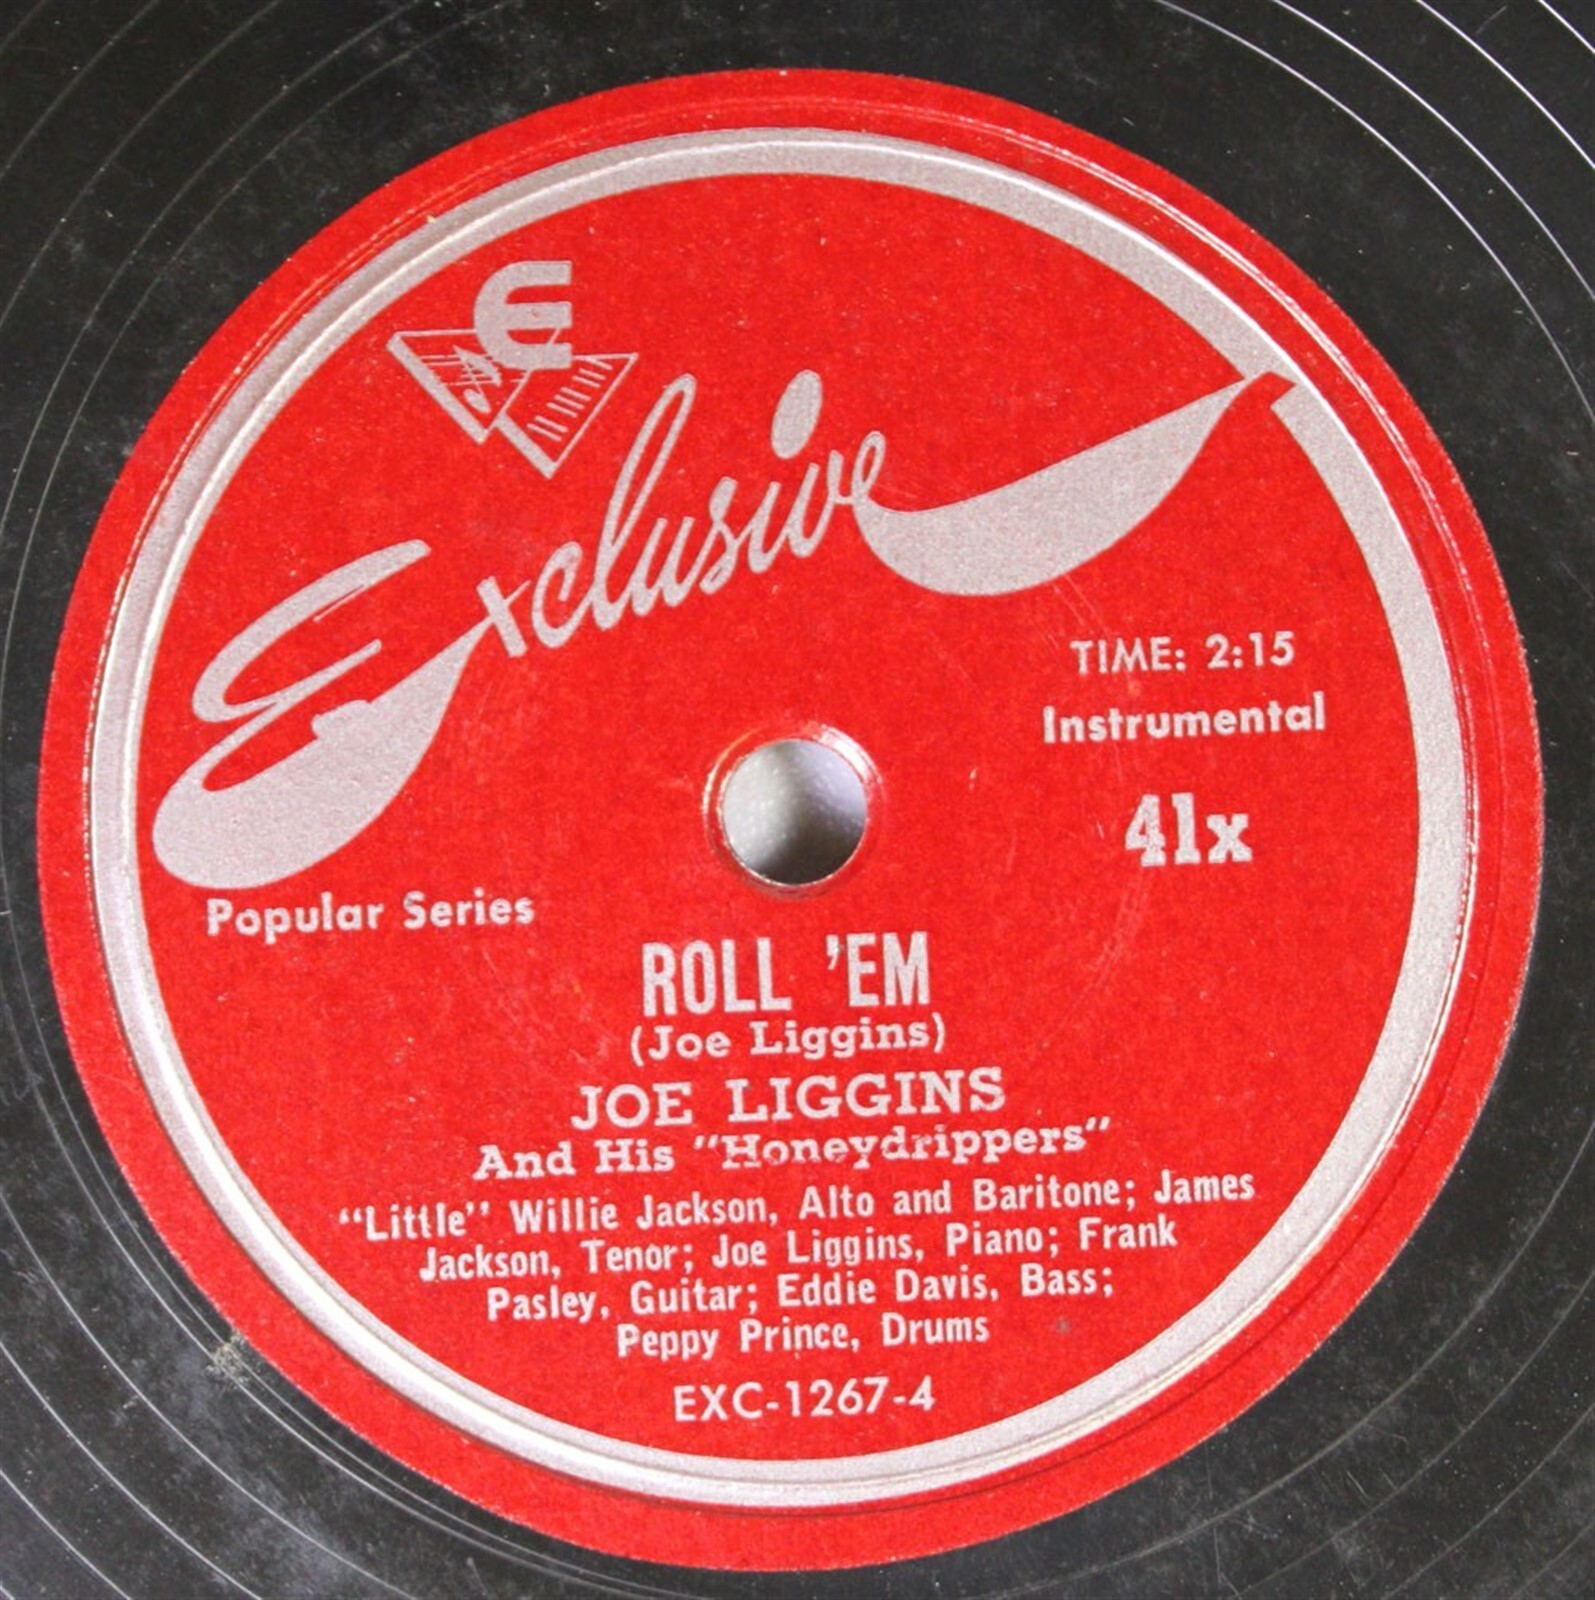 E
Exclusive
TIME: 2:15
Instrumental
41x
Popular Series
ROLL 'EM
(Joe Liggins)
JOE LIGGINS
And His "Honeydrippers"
"Little" Willie Jackson, Alto and Baritone; James
Jackson, Tenor; Joe Liggins, Piano; Frank
Pasley, Guitar; Eddie Davis, Bass;
Peppy Prince, Drums
EXC-1267-4